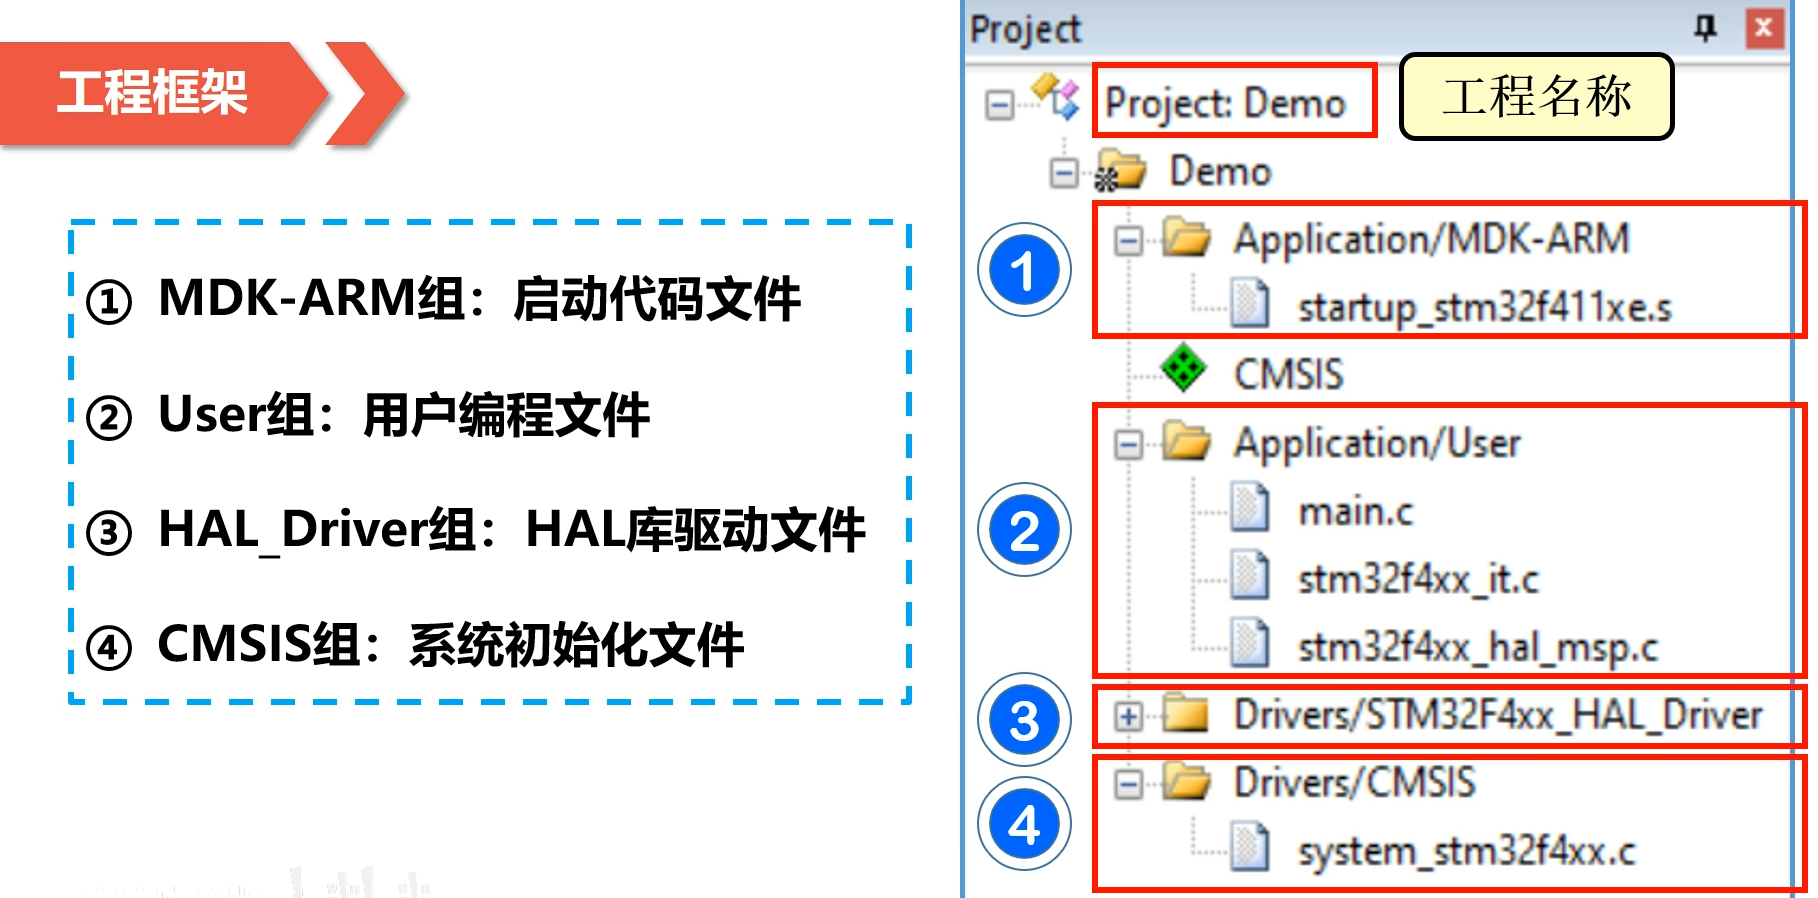 工程框架
① MDK-ARM组：启动代码文件
② User组：用户编程文件
③ HAL_Driver组：HAL库驱动文件
④ CMSIS组：系统初始化文件
Project
Project: Demo
工程名称
Demo
1
Application/MDK-ARM
startup_stm32f411xe.s
CMSIS
2
Application/User
main.c
stm32f4xx_it.c
stm32f4xx_hal_msp.c
3
Drivers/STM32F4xx_HAL_Driver
4
Drivers/CMSIS
system_stm32f4xx.c